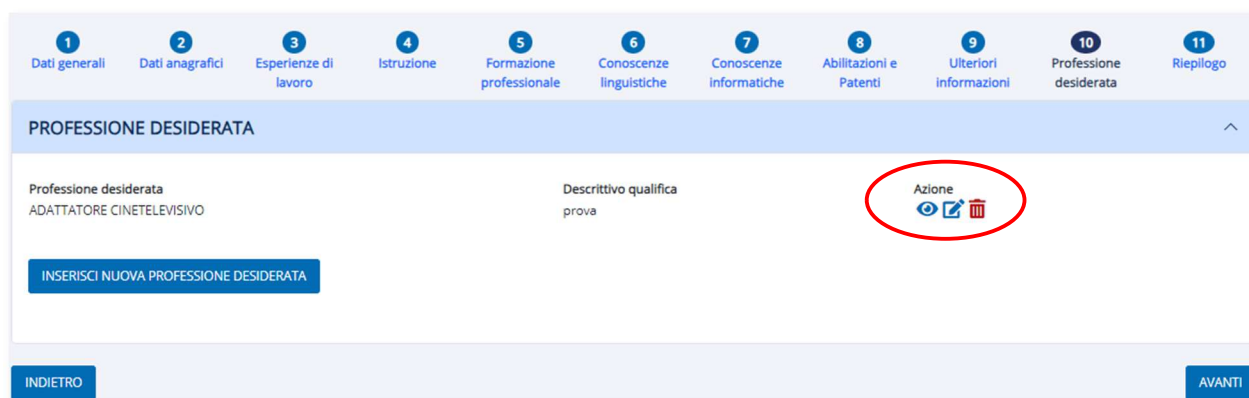 1 2 3 4 5 6 7 8 9 10 11
Dati generali Dati anagrafici Esperienze di Istruzione Formazione Conoscenze Conoscenze Abilitazioni e Ulteriori Professione Riepilogo
lavoro professionale linguistiche informatiche Patenti informazioni desiderata
PROFESSIONE DESIDERATA
Professione desiderata Descrittivo qualifica Azione
ADATTATORE CINETELEVISIVO prova
INSERISCI NUOVA PROFESSIONE DESIDERATA
INDIETRO AVANTI